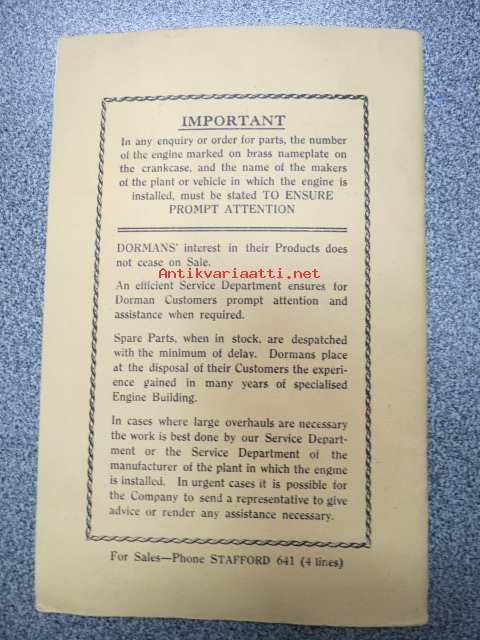 IMPORTANT
In any enquiry or order for parts, the number
of the engine marked on brass nameplate on
the crankcase, and the name of the makers
of the plant or vehicle in which the engine is
installed, must be stated TO ENSURE
PROMPT ATTENTION
DORMANS' interest in their Products does
not cease on Sale.
Antikvariaatti.net
An efficient Service Department ensures for
Dorman Customers prompt attention and
assistance when required.
Spare Parts, when in stock, are despatched
with the minimum of delay. Dormans place
at the disposal of their Customers the experi-
ence gained in many years of specialised
Engine Building.
In cases where large overhauls are necessary
the work is best done by our Service Depart-
ment or the Service Department of the
manufacturer of the plant in which the engine
is installed. In urgent cases it is possible for
the Company to send a representative to give
advice or render any assistance necessary.
For Sales—Phone STAFFORD 641 (4 lines)